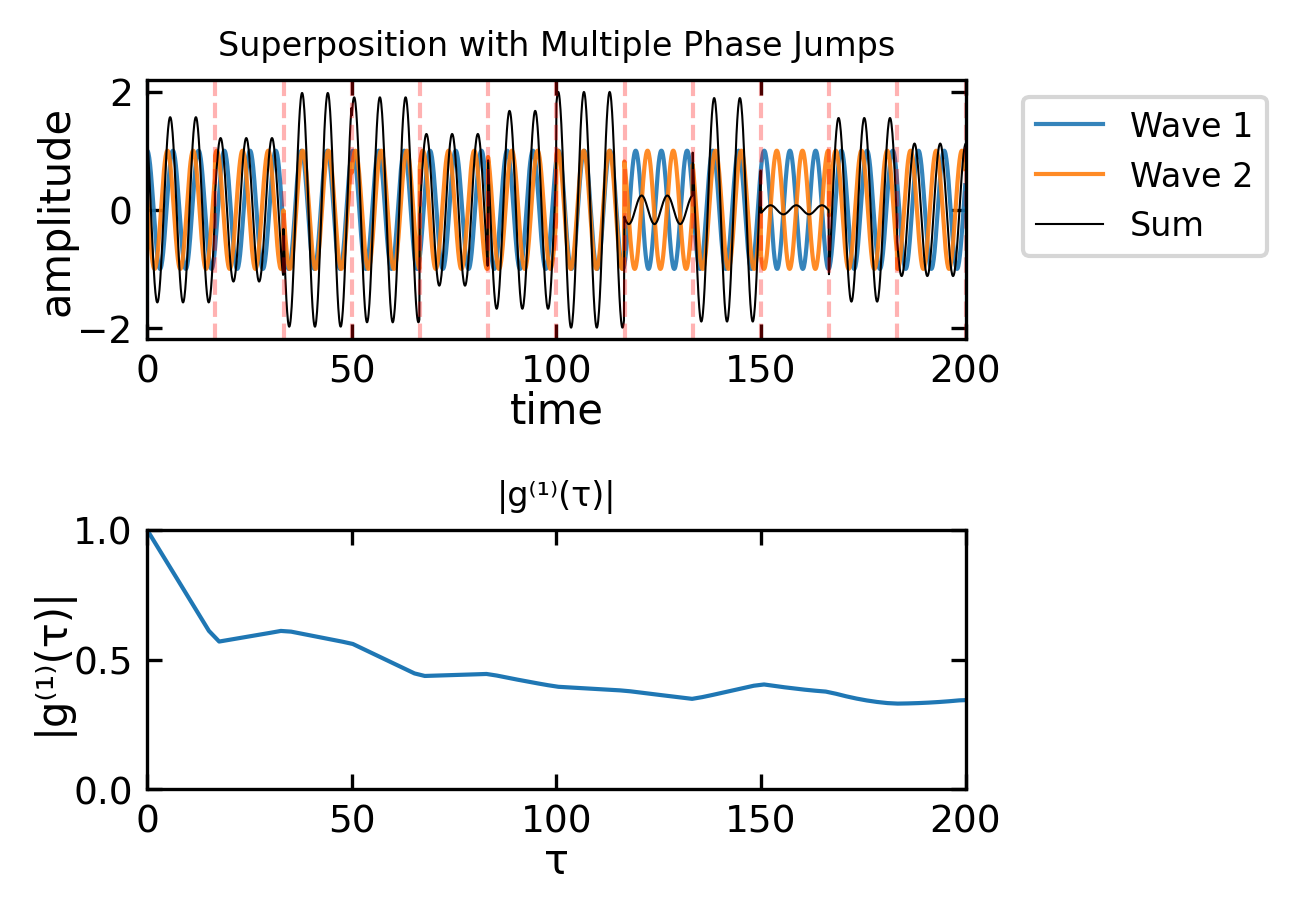 Superposition with Multiple Phase Jumps
amplitude
2
0
−2
0 50 100 150 200
time
Wave 1
Wave 2
Sum
|g⁽¹⁾(τ)|
|g⁽¹⁾(τ)|
1.0
0.5
0.0
0 50 100 150 200
τ